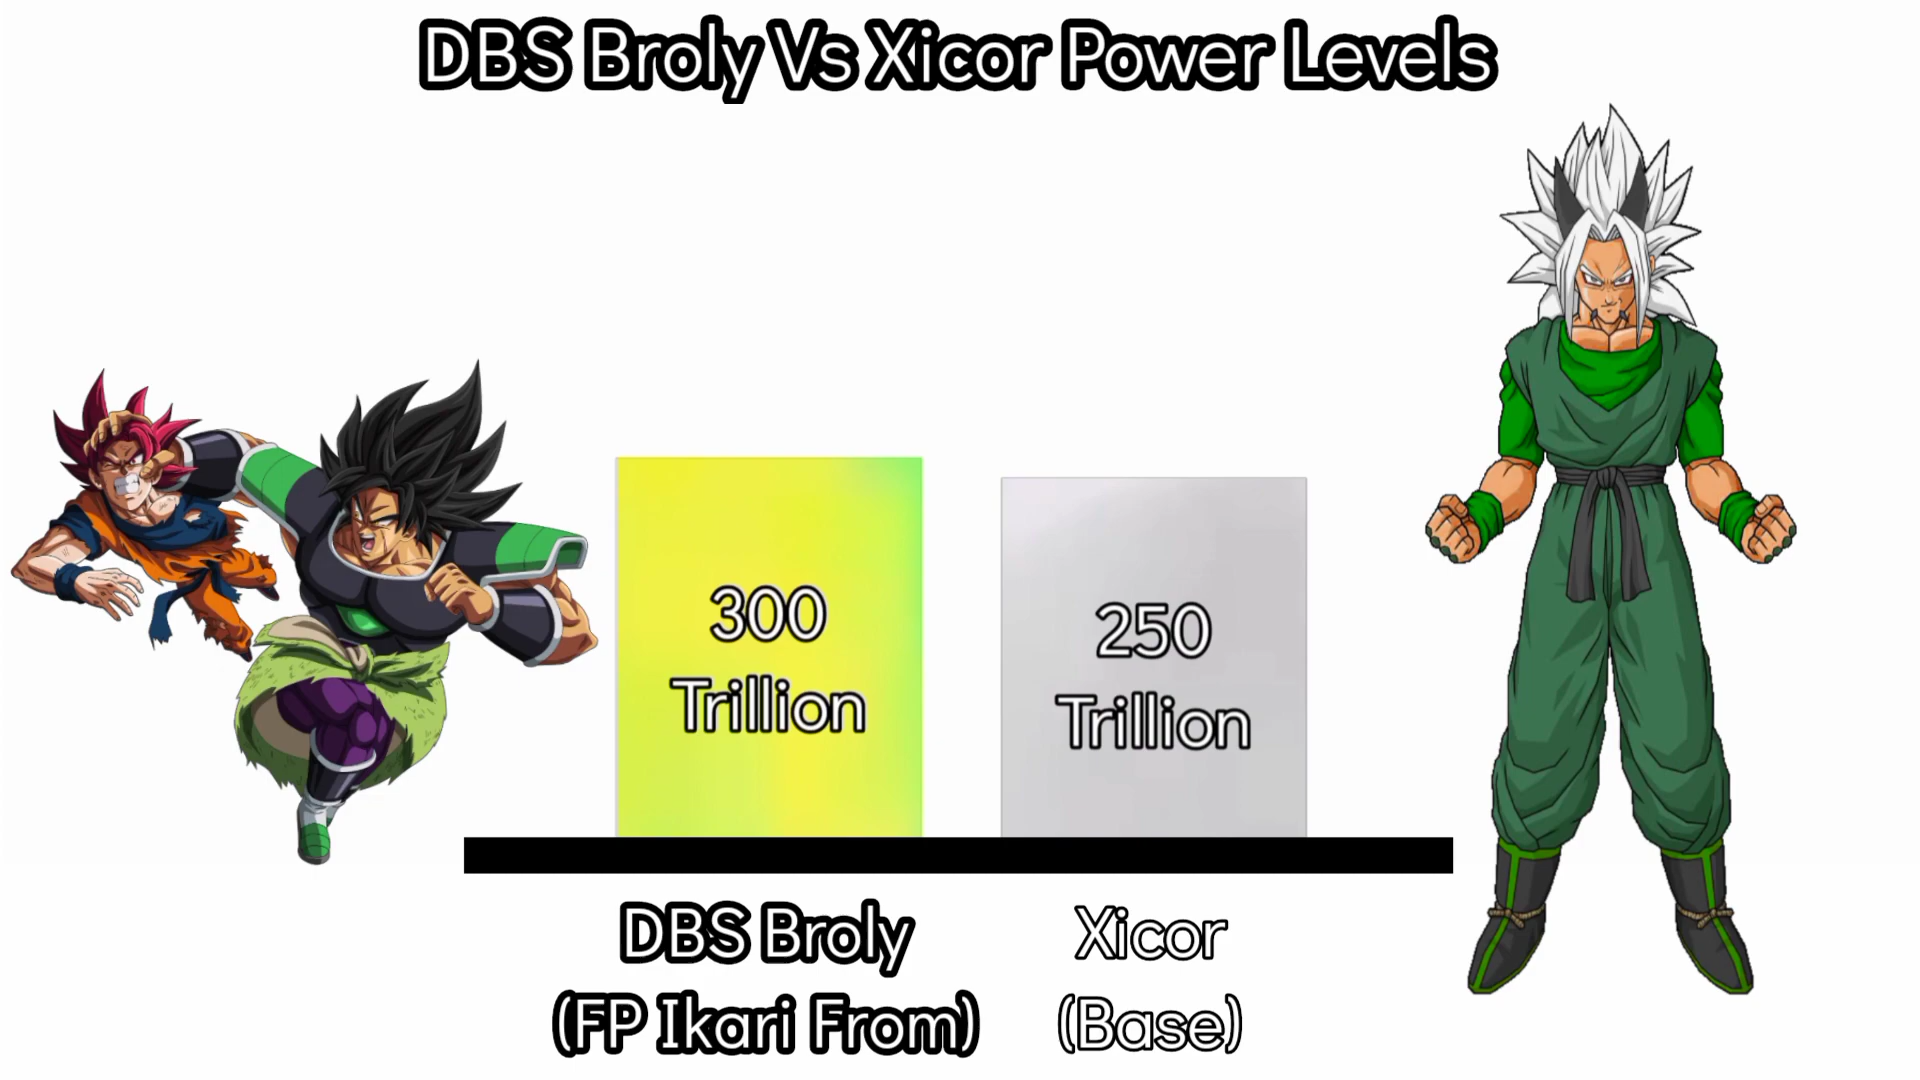 DBS Broly Vs Xicor Power Levels
300
Trillion
250
Trillion
DBS Broly
(FP Ikari From)
Xicor
(Base)